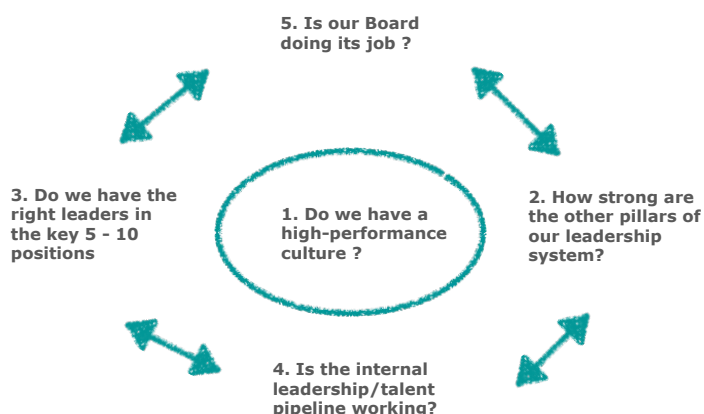 5. Is our Board
doing its job ?
3. Do we have the
right leaders in
the key 5 - 10
positions
1. Do we have a
high-performance
culture ?
2. How strong are
the other pillars of
our leadership
system?
4. Is the internal
leadership/talent
pipeline working?